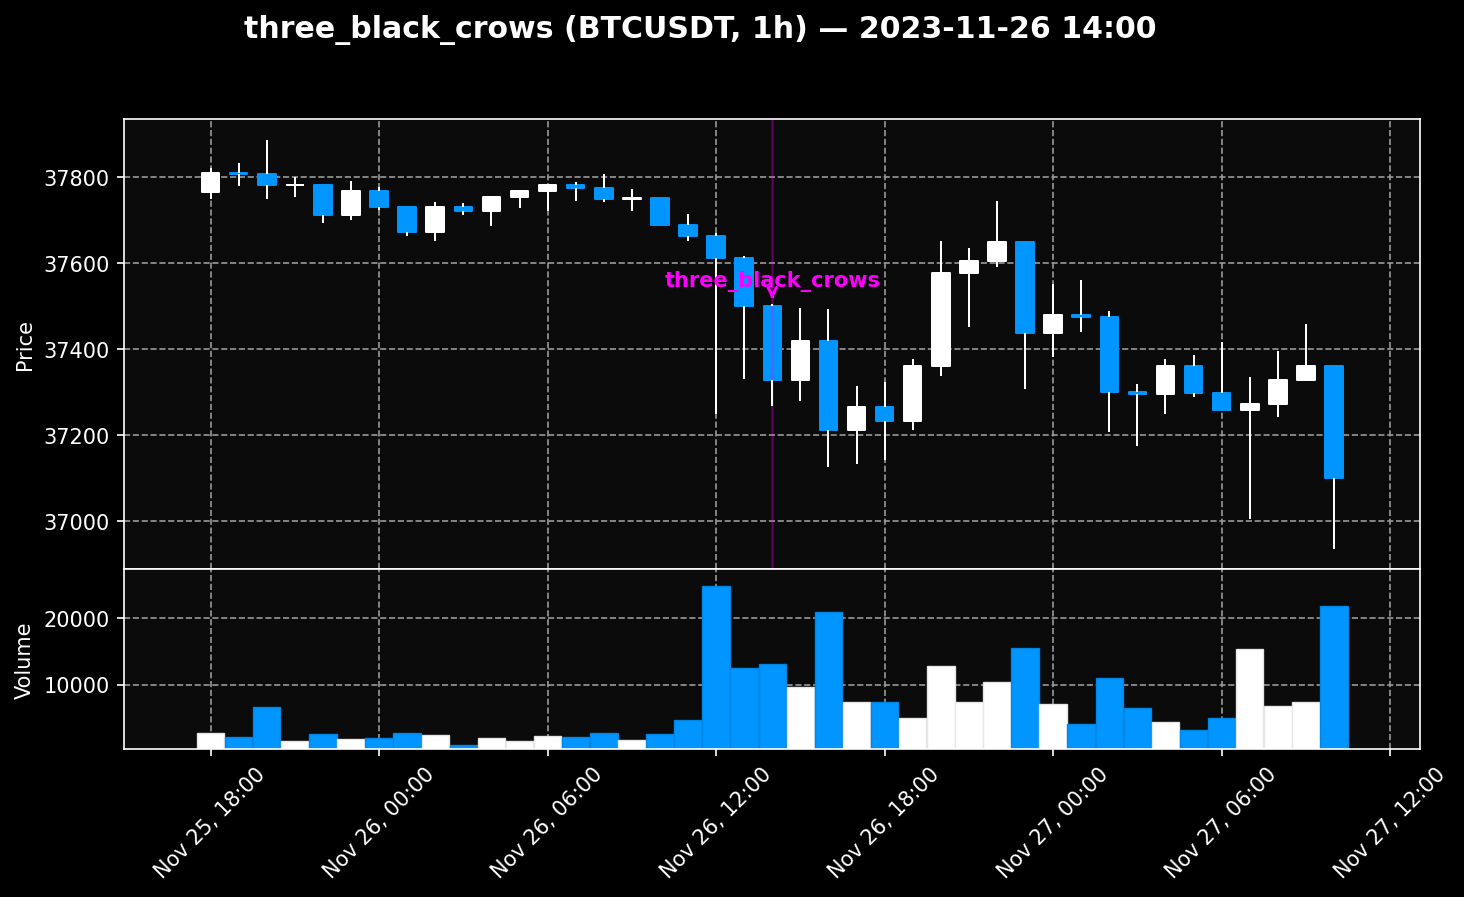 three_black_crows (BTCUSDT, 1h) — 2023-11-26 14:00
Price
37800
37600
37400
37200
37000
three_black_crows
Volume
20000
10000
Nov 25, 18:00
Nov 26, 00:00
Nov 26, 06:00
Nov 26, 12:00
Nov 26, 18:00
Nov 27, 00:00
Nov 27, 06:00
Nov 27, 12:00